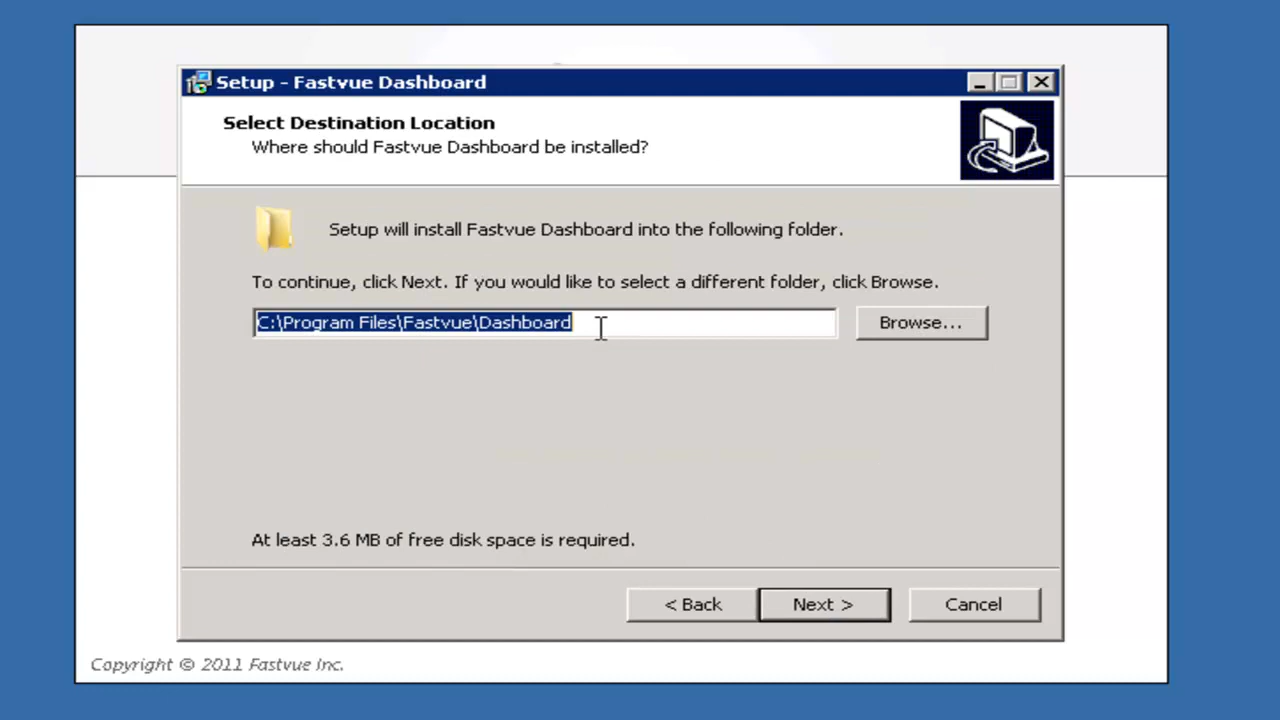 Setup - Fastvue Dashboard
Select Destination Location
Where should Fastvue Dashboard be installed?
Setup will install Fastvue Dashboard into the following folder.
To continue, click Next. If you would like to select a different folder, click Browse.
C:\Program Files\Fastvue\Dashboard
Browse...
At least 3.6 MB of free disk space is required.
< Back
Next >
Cancel
Copyright © 2011 Fastvue Inc.